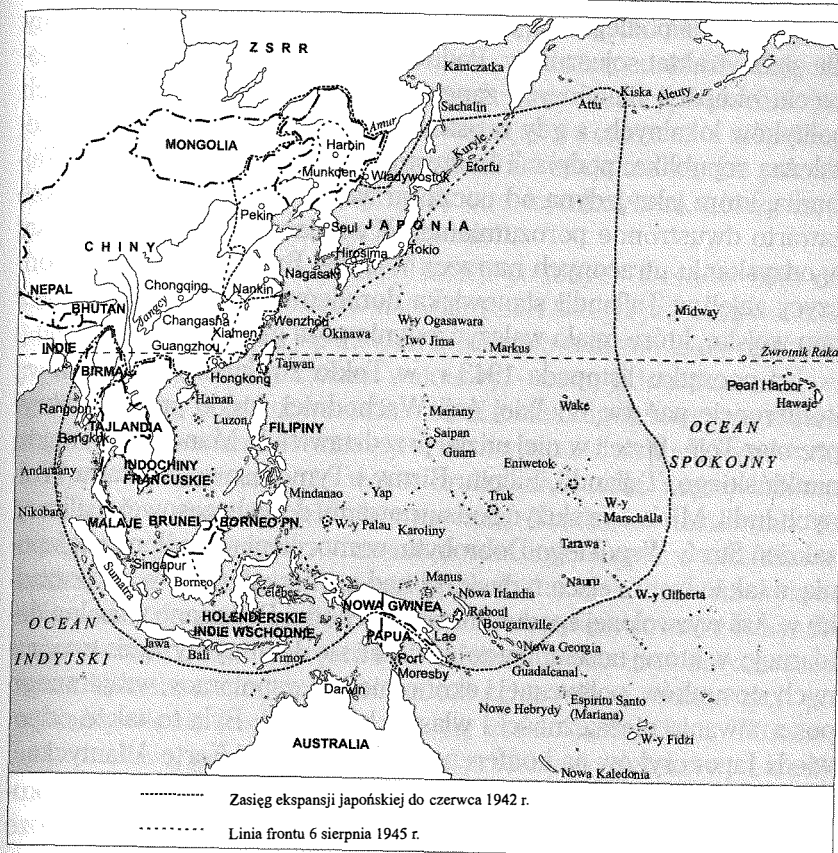 Z S R R
Kamczatka
Kiska
Aleuty
Attu
Sachalin
Amur
MONGOLIA
Harbin
Kuryle
Etorfu
Munkden
Władywostok
Pekin
Seul
J A P O N I A
Hirosima
Tokio
C H I N Y
Nagasaki
NEPAL
Chongqing
Nankin
BHUTAN
Jangcy
Changasha
Wenzhou
W-y Ogasawara
Midway
Xiamen
Okinawa
INDIE
Guangzhou
Iwo Jima
Markus
Zwrotnik Raka
BIRMA
Tajwan
Hongkong
Pearl Harbor
Hawaje
Hainan
Rangoon
Luzon
FILIPINY
Mariany
Wake
TAJLANDIA
Saipan
OCEAN
Bangkok
Guam
SPOKOJNY
INDOCHINY
FRANCUSKIE
Eniwetok
Andamany
Mindanao
Yap
Truk
W-y
Marschalla
Nikobary
MALAJE
BRUNEI
BORNEO PN.
W-y Palau
Karoliny
Tarawa
Singapur
Borneo
Sumatra
Celebes
Manus
Nauru
W-y Gilberta
NOWA GWINEA
Nowa Irlandia
Raboul
OCEAN
INDYJSKI
HOLENDERSKIE
INDIE WSCHODNIE
PAPUA
Lae
Bougainville
Jawa
Bali
Timor
Port
Moresby
Nowa Georgia
Guadalcanal
Darwin
Nowe Hebrydy
Espiritu Santo
(Mariana)
W-y Fidżi
AUSTRALIA
Nowa Kaledonia
Zasięg ekspansji japońskiej do czerwca 1942 r.
Linia frontu 6 sierpnia 1945 r.